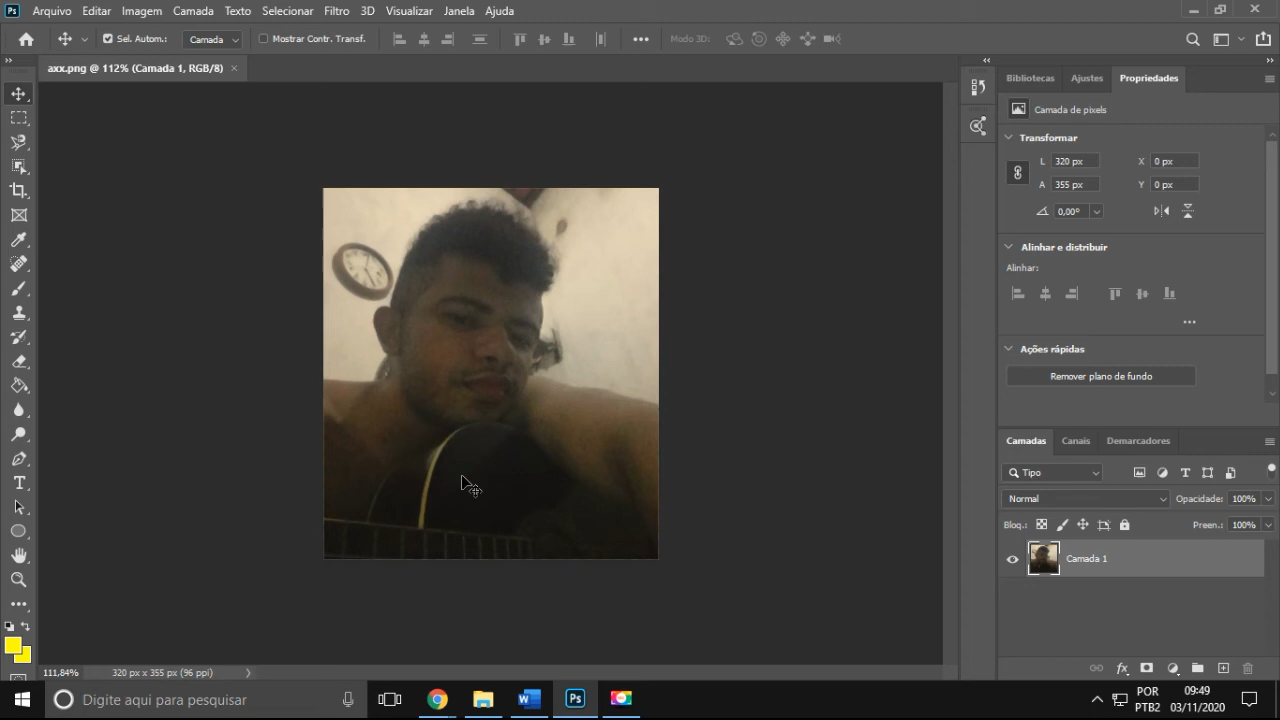 Ps Arquivo Editar Imagem Camada Texto Selecionar Filtro 3D Visualizar Janela Ajuda
Sel. Autom.: Camada Mostrar Contr. Transf. Modo 3D:
axx.png @ 112% (Camada 1, RGB/8) ×
Bibliotecas Ajustes Propriedades
Camada de pixels
Transformar
L 320 px X 0 px
A 355 px Y 0 px
0,00°
Alinhar e distribuir
Alinhar:
Ações rápidas
Remover plano de fundo
Camadas Canais Demarcadores
Tipo
Normal Opacidade: 100%
Bloq.: Preen.: 100%
Camada 1
111,84% 320 px x 355 px (96 ppi)
Digite aqui para pesquisar
W Ps
POR 09:49
PTB2 03/11/2020